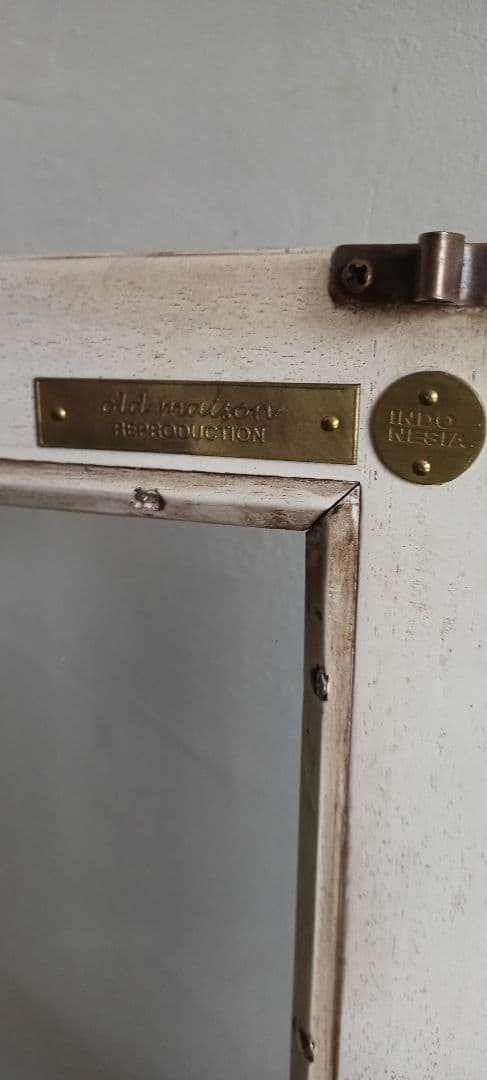 old maison
REPRODUCTION
INDO
NESIA